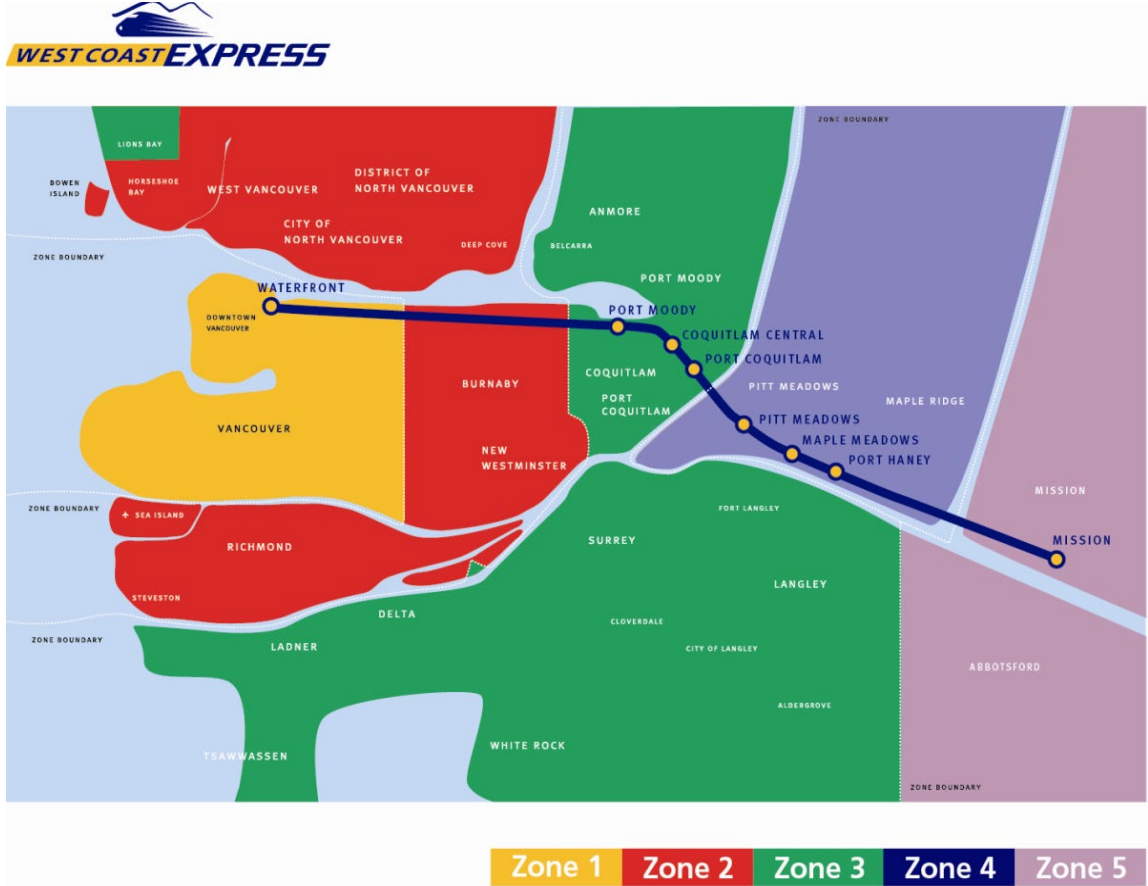 WEST COAST EXPRESS
ZONE BOUNDARY
LIONS BAY
BOWEN
ISLAND
HORSESHOE
BAY
WEST VANCOUVER
DISTRICT OF
NORTH VANCOUVER
CITY OF
NORTH VANCOUVER
DEEP COVE
ANMORE
BELCARRA
PORT MOODY
ZONE BOUNDARY
WATERFRONT
DOWNTOWN
VANCOUVER
PORT MOODY
COQUITLAM CENTRAL
PORT COQUITLAM
COQUITLAM
PORT
COQUITLAM
BURNABY
PITT MEADOWS
MAPLE RIDGE
VANCOUVER
NEW
WESTMINSTER
PITT MEADOWS
MAPLE MEADOWS
PORT HANEY
MISSION
ZONE BOUNDARY
SEA ISLAND
FORT LANGLEY
RICHMOND
SURREY
MISSION
LANGLEY
STEVESTON
DELTA
CLOVERDALE
ZONE BOUNDARY
LADNER
CITY OF LANGLEY
ABBOTSFORD
ALDERGROVE
TSAWWASSEN
WHITE ROCK
ZONE BOUNDARY
Zone 1
Zone 2
Zone 3
Zone 4
Zone 5